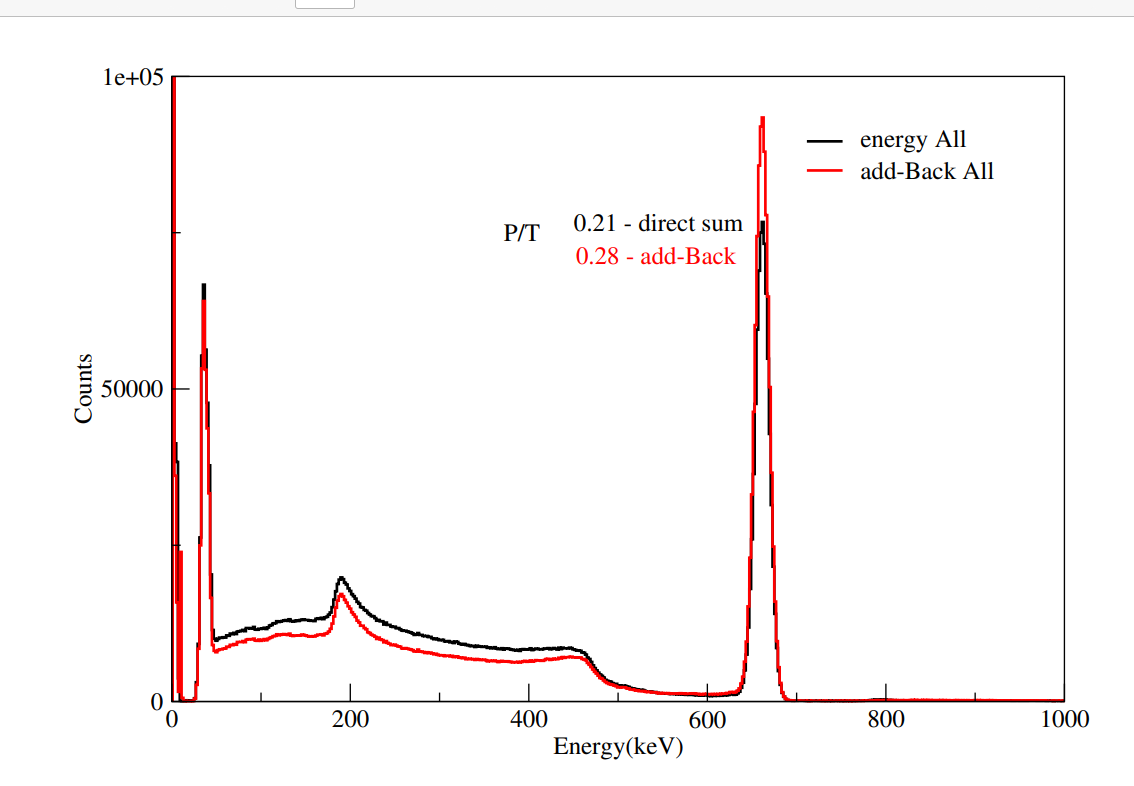 1e+05
energy All
add-Back All
P/T
0.21 - direct sum
0.28 - add-Back
Counts
50000
0
0 200 400 600 800 1000
Energy(keV)